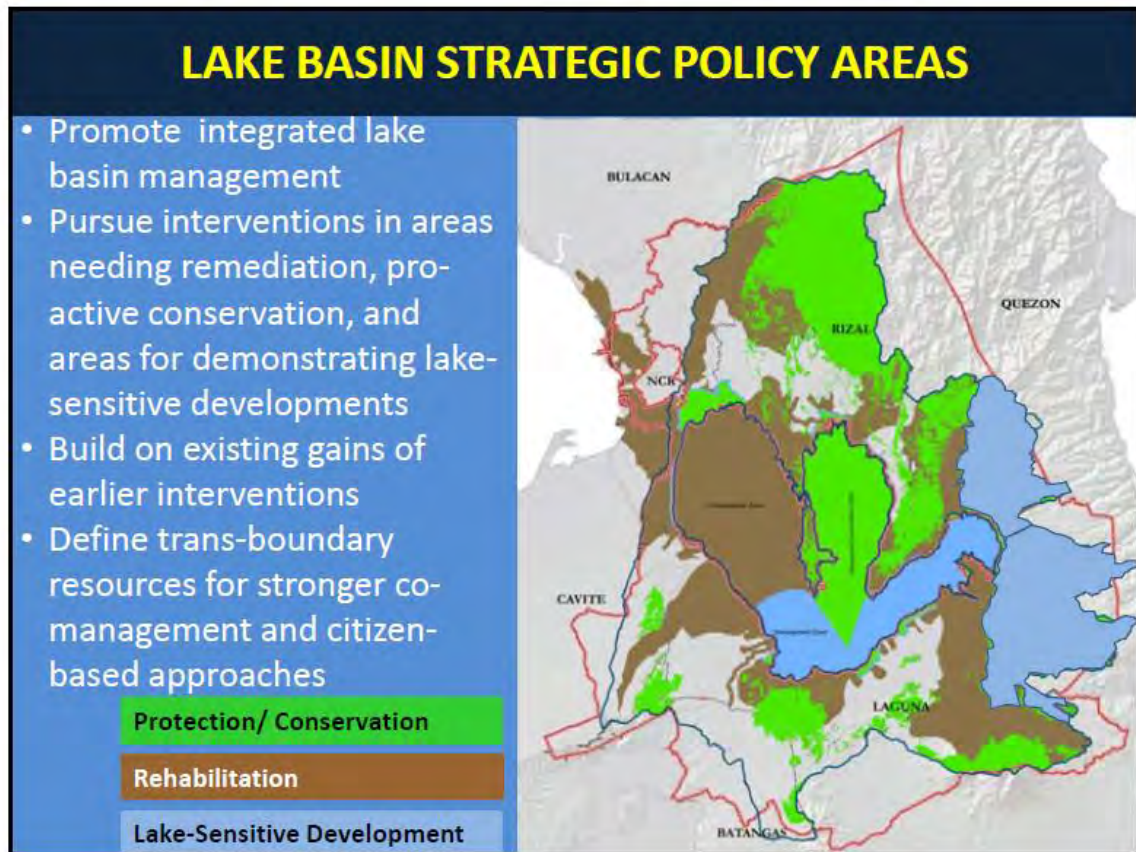 LAKE BASIN STRATEGIC POLICY AREAS
• Promote integrated lake
basin management
• Pursue interventions in areas
needing remediation, pro-
active conservation, and
areas for demonstrating lake-
sensitive developments
• Build on existing gains of
earlier interventions
• Define trans-boundary
resources for stronger co-
management and citizen-
based approaches
Protection/ Conservation
Rehabilitation
Lake-Sensitive Development
BULACAN
QUEZON
RIZAL
NCR
CAVITE
LAGUNA
BATANGAS